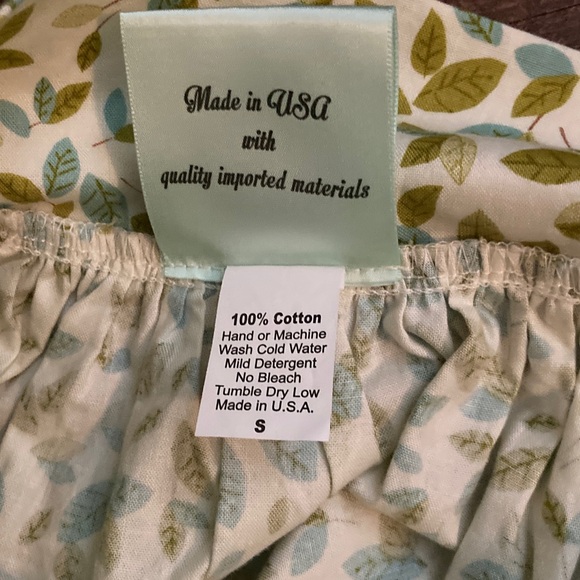 Made in USA
with
quality imported materials
100% Cotton
Hand or Machine
Wash Cold Water
Mild Detergent
No Bleach
Tumble Dry Low
Made in U.S.A.
S